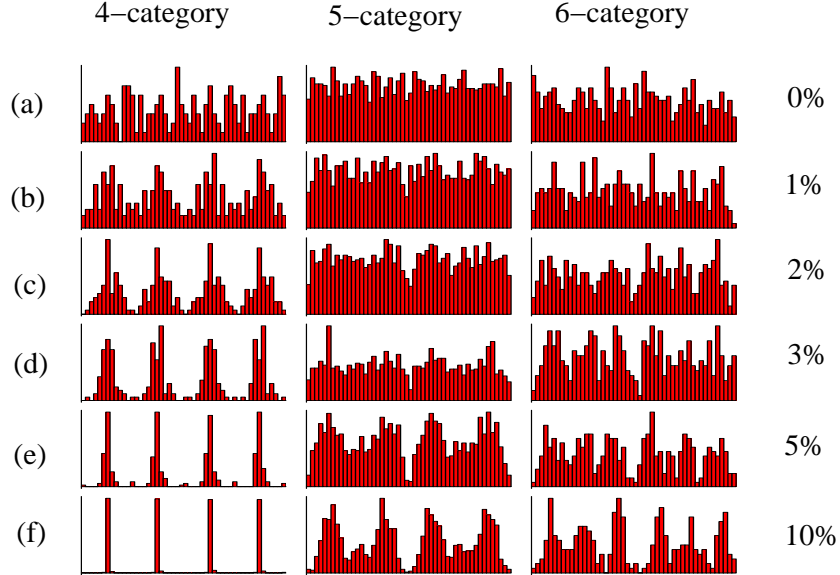 4−category 5−category 6−category
(a) 0%
(b) 1%
(c) 2%
(d) 3%
(e) 5%
(f) 10%